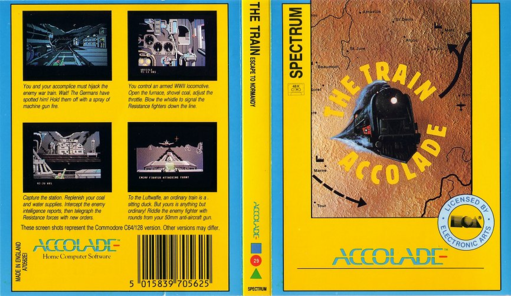 You and your accomplice must hijack the
enemy war train. Wait! The Germans have
spotted him! Hold them off with a spray of
machine gun fire.
You control an armed WWII locomotive.
Open the furnace, shovel coal, adjust the
throttle. Blow the whistle to signal the
Resistance fighters down the line.
Capture the station. Replenish your coal
and water supplies. Intercept the enemy
intelligence reports, then telegraph the
Resistance forces with new orders.
ENEMY FIGHTER ATTACKING TRAIN
To the Luftwaffe, an ordinary train is a
sitting duck. But yours is anything but
ordinary! Riddle the enemy fighter with
rounds from your 50mm anti-aircraft gun.
These screen shots represent the Commodore C64/128 version. Other versions may differ.
MADE IN ENGLAND
ACCOLADE
Home Computer Software
5 015839 705625
THE TRAIN ESCAPE TO NORMANDY
ACCOLADE
SPECTRUM
SPECTRUM
THE TRAIN
ACCOLADE
LICENSED BY
ELECTRONIC ARTS
ACCOLADE